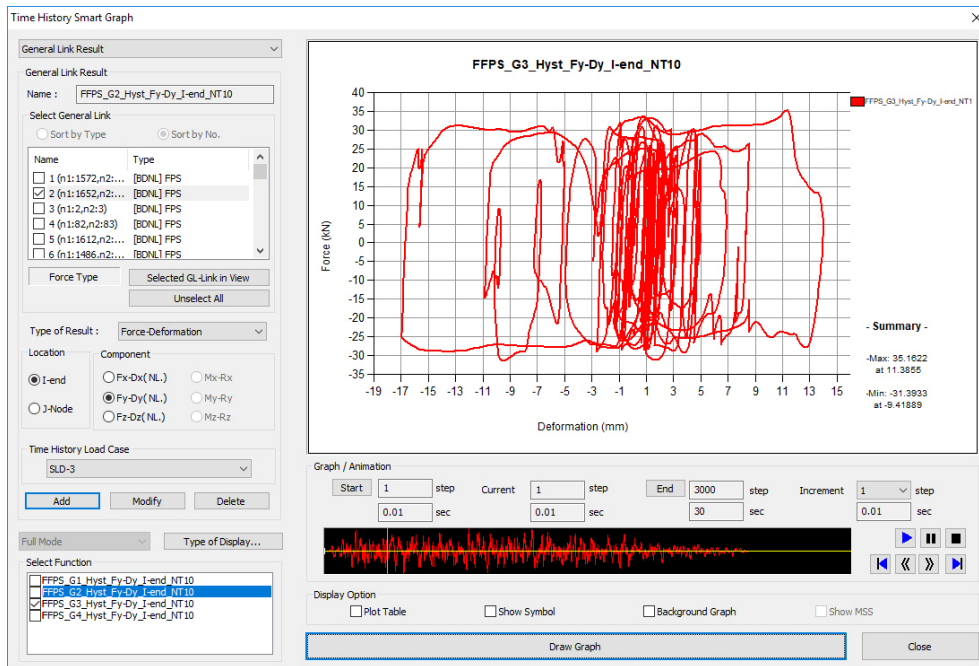 Time History Smart Graph
General Link Result
General Link Result
Name : FFPS_G2_Hyst_Fy-Dy_I-end_NT10
Select General Link
Sort by Type Sort by No.
Name Type
1 (n1:1572,n2:... [BDNL] FPS
2 (n1:1652,n2:... [BDNL] FPS
3 (n1:2,n2:3) [BDNL] FPS
4 (n1:82,n2:83) [BDNL] FPS
5 (n1:1612,n2:... [BDNL] FPS
6 (n1:1486,n2:... [BDNL] FPS
Force Type Selected GL-Link in View
Unselect All
Type of Result : Force-Deformation
Location Component
I-end Fx-Dx( NL.) Mx-Rx
Fy-Dy( NL.) My-Ry
J-Node Fz-Dz( NL.) Mz-Rz
Time History Load Case
SLD-3
Add Modify Delete
Full Mode Type of Display...
Select Function
FFPS_G1_Hyst_Fy-Dy_I-end_NT10
FFPS_G2_Hyst_Fy-Dy_I-end_NT10
FFPS_G3_Hyst_Fy-Dy_I-end_NT10
FFPS_G4_Hyst_Fy-Dy_I-end_NT10
FFPS_G3_Hyst_Fy-Dy_I-end_NT10
FFPS_G3_Hyst_Fy-Dy_I-end_NT1
40
35
30
25
20
15
10
5
0
-5
-10
-15
-20
-25
-30
-35
Force (kN)
-19 -17 -15 -13 -11 -9 -7 -5 -3 -1 1 3 5 7 9 11 13 15
Deformation (mm)
- Summary -
-Max: 35.1622
at 11.3855
-Min: -31.3933
at -9.41889
Graph / Animation
Start 1 step Current 1 step End 3000 step Increment 1 step
0.01 sec 0.01 sec 30 sec 0.01 sec
Display Option
Plot Table Show Symbol Background Graph Show MSS
Draw Graph Close